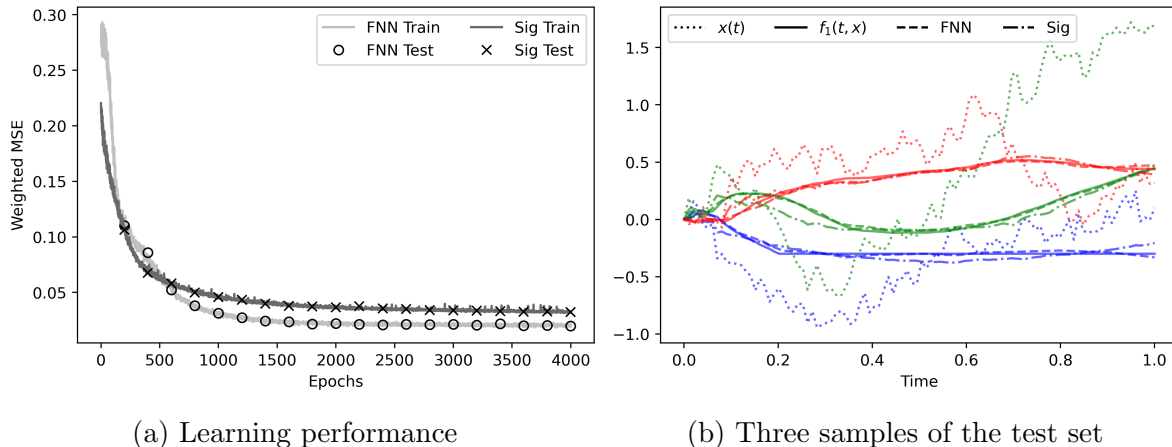 FNN Train
FNN Test
Sig Train
Sig Test
Weighted MSE
0.30
0.25
0.20
0.15
0.10
0.05
0 500 1000 1500 2000 2500 3000 3500 4000
Epochs
(a) Learning performance
x(t) f₁(t, x) FNN Sig
1.5
1.0
0.5
0.0
−0.5
−1.0
0.0 0.2 0.4 0.6 0.8 1.0
Time
(b) Three samples of the test set